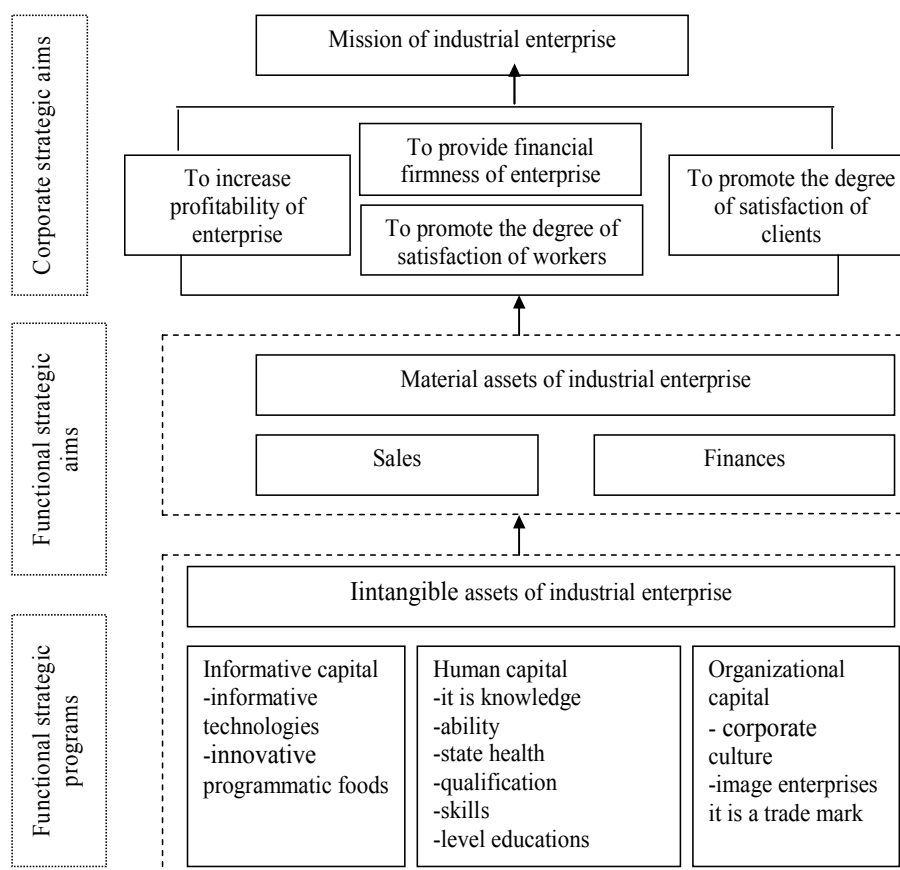 Corporate strategic aims
Mission of industrial enterprise
To increase
profitability of
enterprise
To provide financial
firmness of enterprise
To promote the degree of
satisfaction of workers
To promote the degree
of satisfaction of
clients
Functional strategic
aims
Material assets of industrial enterprise
Sales
Finances
Functional strategic
programs
Iintangible assets of industrial enterprise
Informative capital
-informative
technologies
-innovative
programmatic foods
Human capital
-it is knowledge
-ability
-state health
-qualification
-skills
-level educations
Organizational
capital
- corporate
culture
-image enterprises
it is a trade mark